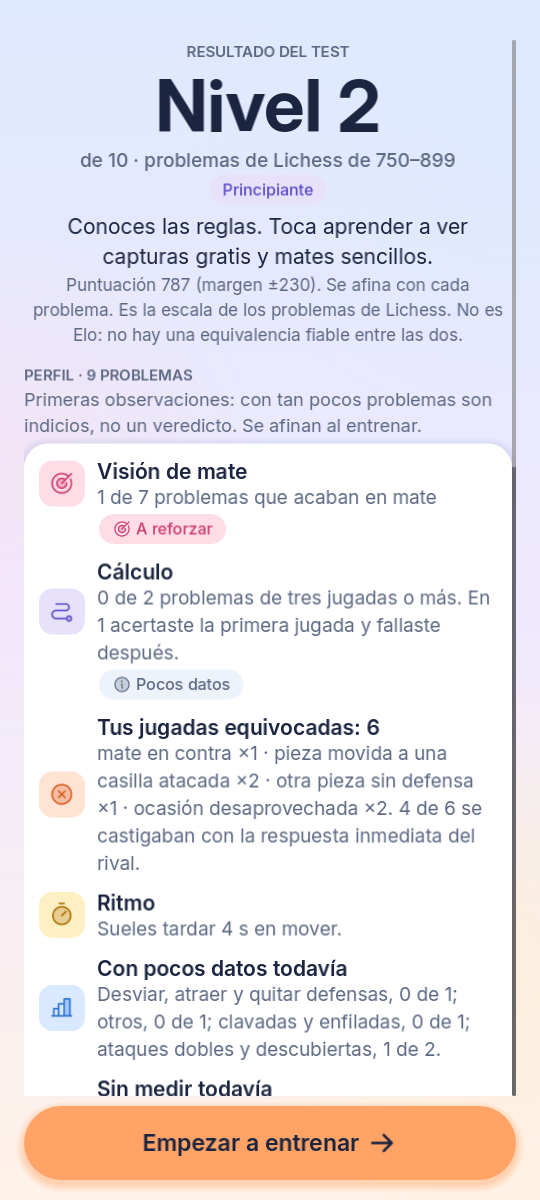 RESULTADO DEL TEST
Nivel 2
de 10 · problemas de Lichess de 750–899
Principiante
Conoces las reglas. Toca aprender a ver
capturas gratis y mates sencillos.
Puntuación 787 (margen ±230). Se afina con cada
problema. Es la escala de los problemas de Lichess. No es
Elo: no hay una equivalencia fiable entre las dos.
PERFIL · 9 PROBLEMAS
Primeras observaciones: con tan pocos problemas son
indicios, no un veredicto. Se afinan al entrenar.
Visión de mate
1 de 7 problemas que acaban en mate
A reforzar
Cálculo
0 de 2 problemas de tres jugadas o más. En
1 acertaste la primera jugada y fallaste
después.
Pocos datos
Tus jugadas equivocadas: 6
mate en contra ×1 · pieza movida a una
casilla atacada ×2 · otra pieza sin defensa
×1 · ocasión desaprovechada ×2. 4 de 6 se
castigaban con la respuesta inmediata del
rival.
Ritmo
Sueles tardar 4 s en mover.
Con pocos datos todavía
Desviar, atraer y quitar defensas, 0 de 1;
otros, 0 de 1; clavadas y enfiladas, 0 de 1;
ataques dobles y descubiertas, 1 de 2.
Sin medir todavía
Empezar a entrenar →